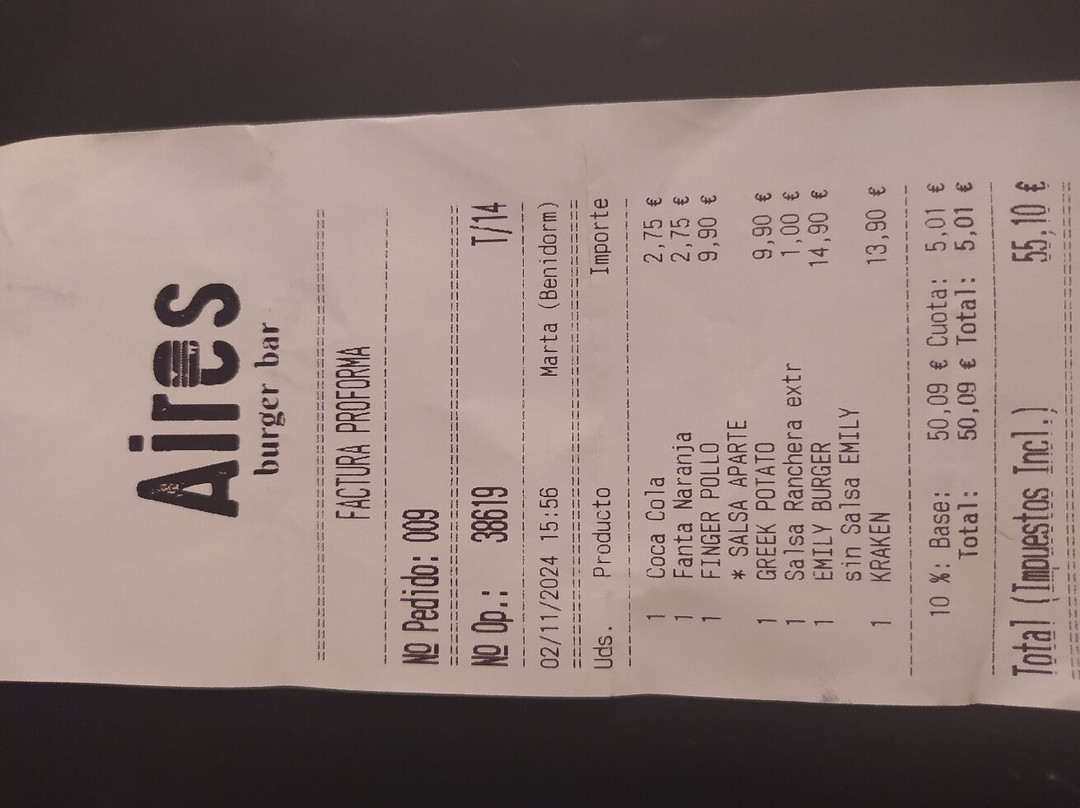 Aires
burger bar
FACTURA PROFORMA
Nº Pedido: 009
Nº Op.: 38619 T/14
02/11/2024 15:56 Marta (Benidorm)
Uds. Producto Importe
1 Coca Cola 2,75 €
1 Fanta Naranja 2,75 €
1 FINGER POLLO 9,90 €
* SALSA APARTE
1 GREEK POTATO 9,90 €
1 Salsa Ranchera extr 1,00 €
1 EMILY BURGER 14,90 €
sin Salsa EMILY
1 KRAKEN 13,90 €
10 %: Base: 50,09 € Cuota: 5,01 €
Total: 50,09 € Total: 5,01 €
Total (Impuestos Incl.) 55,10 €